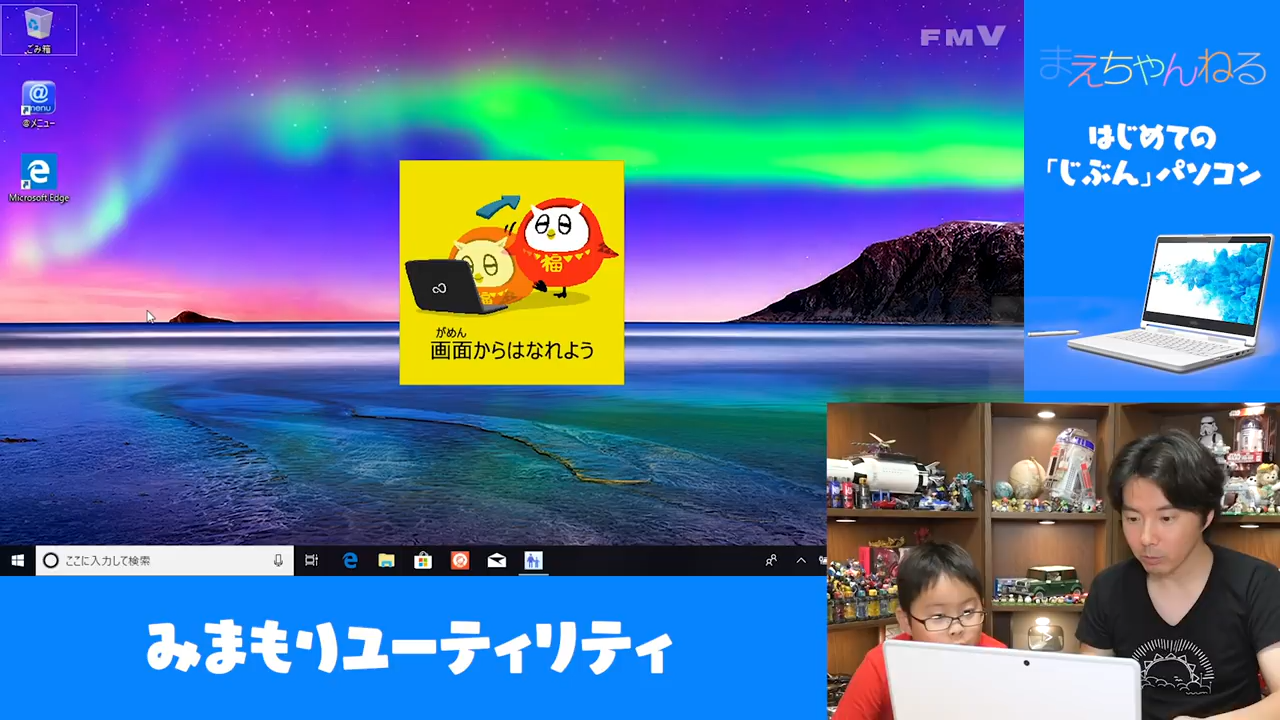 ごみ箱
@
menu
@メニュー
Microsoft Edge
FMV
福
がめん
画面からはなれよう
ここに入力して検索
まえちゃんねる
はじめての
「じぶん」パソコン
みまもりユーティリティ